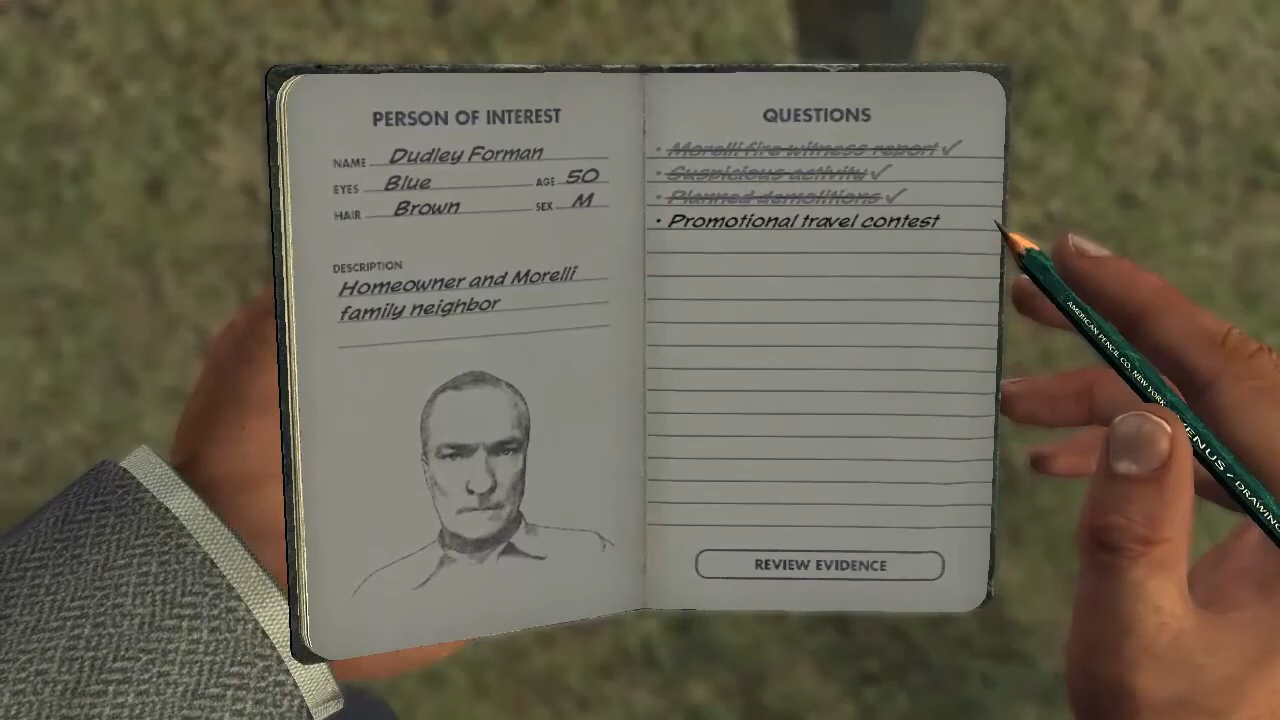 PERSON OF INTEREST
NAME Dudley Forman
EYES Blue AGE 50
HAIR Brown SEX M
DESCRIPTION
Homeowner and Morelli
family neighbor
QUESTIONS
• Morelli fire witness report ✓
• Suspicious activity ✓
• Planned demolitions ✓
• Promotional travel contest
REVIEW EVIDENCE
AMERICAN PENCIL CO. NEW YORK
VENUS / DRAWING